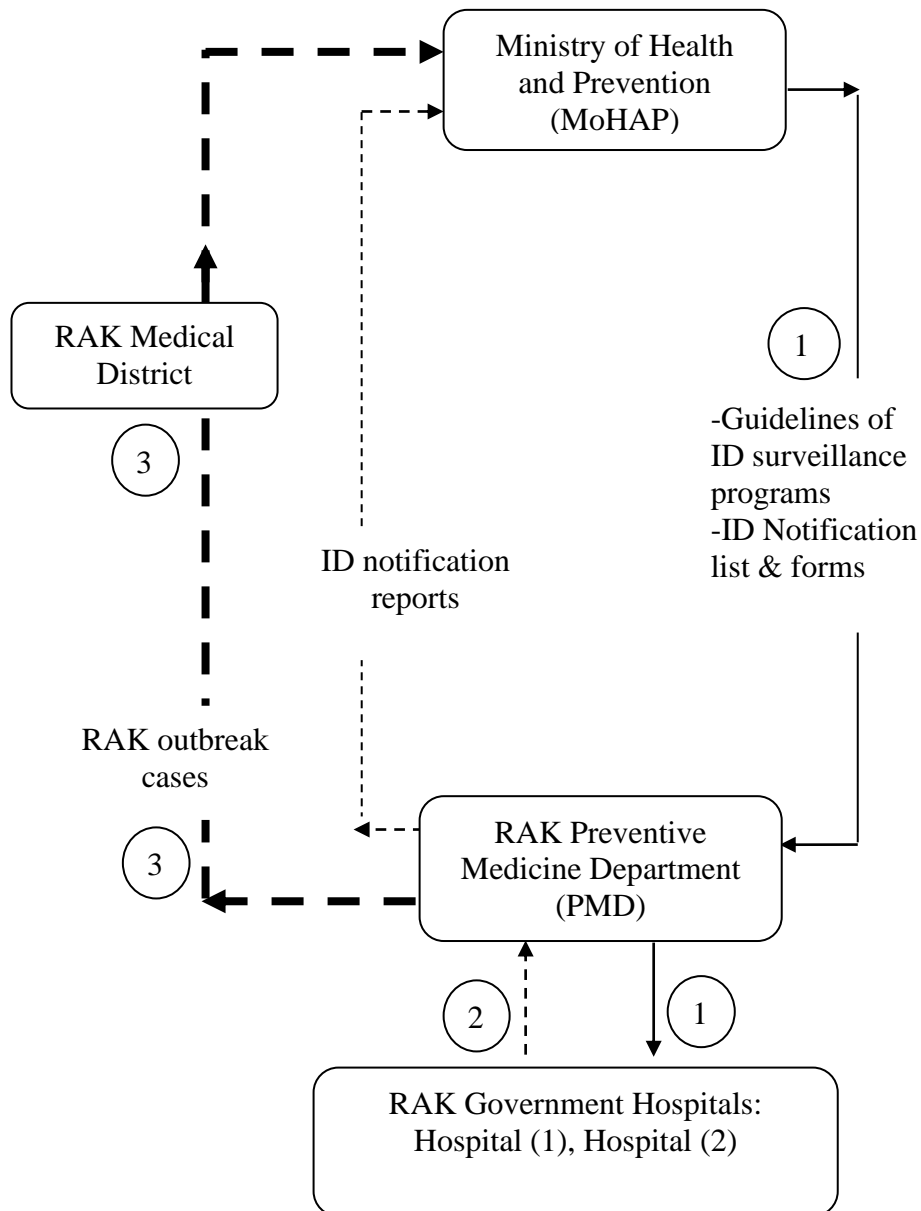 Ministry of Health
and Prevention
(MoHAP)
RAK Medical
District
1
3
-Guidelines of
ID surveillance
programs
-ID Notification
list & forms
ID notification
reports
RAK outbreak
cases
3
RAK Preventive
Medicine Department
(PMD)
2
1
RAK Government Hospitals:
Hospital (1), Hospital (2)